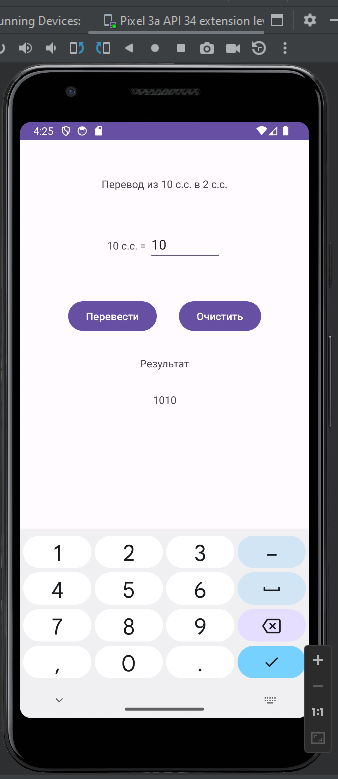 unning Devices: Pixel 3a API 34 extension lev
4:25
Перевод из 10 с.с. в 2 с.с.
10 с.с. = 10
Перевести Очистить
Результат
1010
1 2 3 –
4 5 6
7 8 9
, 0 .
1:1